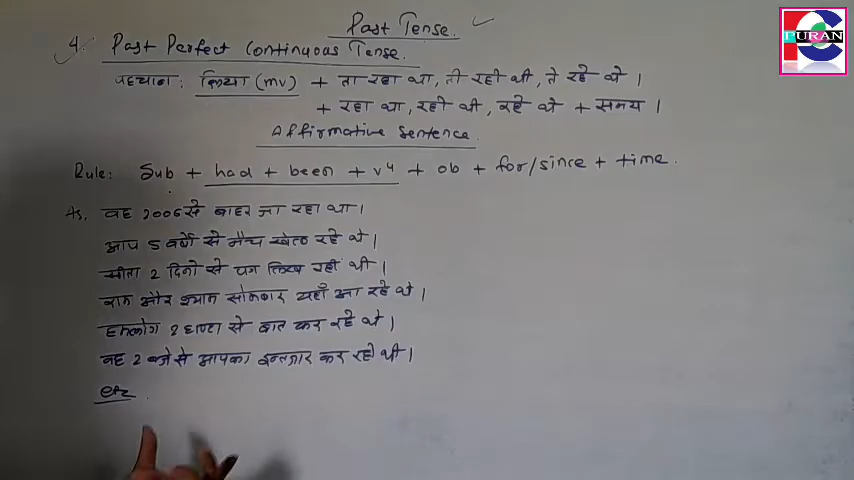 Past Tense.
PURAN
4. Past Perfect Continuous Tense.
पहचान: क्रिया (mv) + ता रहा था, ती रही थी, ते रहे थे |
+ रहा था, रही थी, रहे थे + समय |
Affirmative Sentence.
Rule: Sub + had + been + v4 + ob + for/since + time.
As, वह 2006 से बाहर जा रहा था |
आप 5 वर्षो से मैच खेल रहे थे |
सीता 2 दिनो से पत्र लिख रही थी |
राम और श्याम सोमवार यहाँ आ रहे थे |
हमलोग 2 घण्टा से बात कर रहे थे |
वह 2 बजे से आपका इन्तजार कर रही थी |
etc